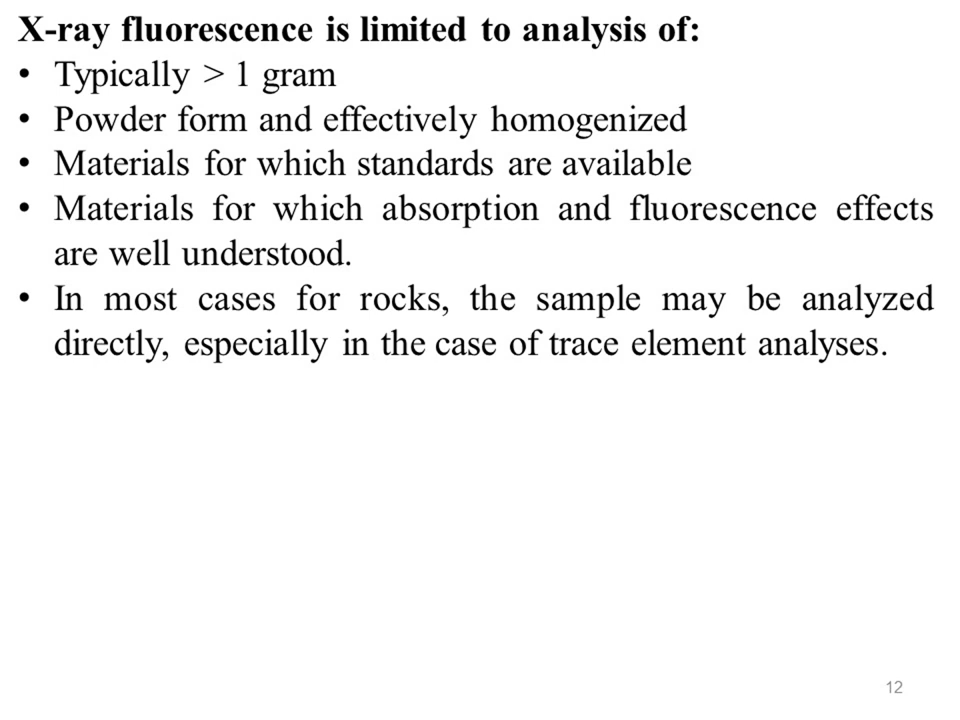 X-ray fluorescence is limited to analysis of:
• Typically > 1 gram
• Powder form and effectively homogenized
• Materials for which standards are available
• Materials for which absorption and fluorescence effects
are well understood.
• In most cases for rocks, the sample may be analyzed
directly, especially in the case of trace element analyses.
12